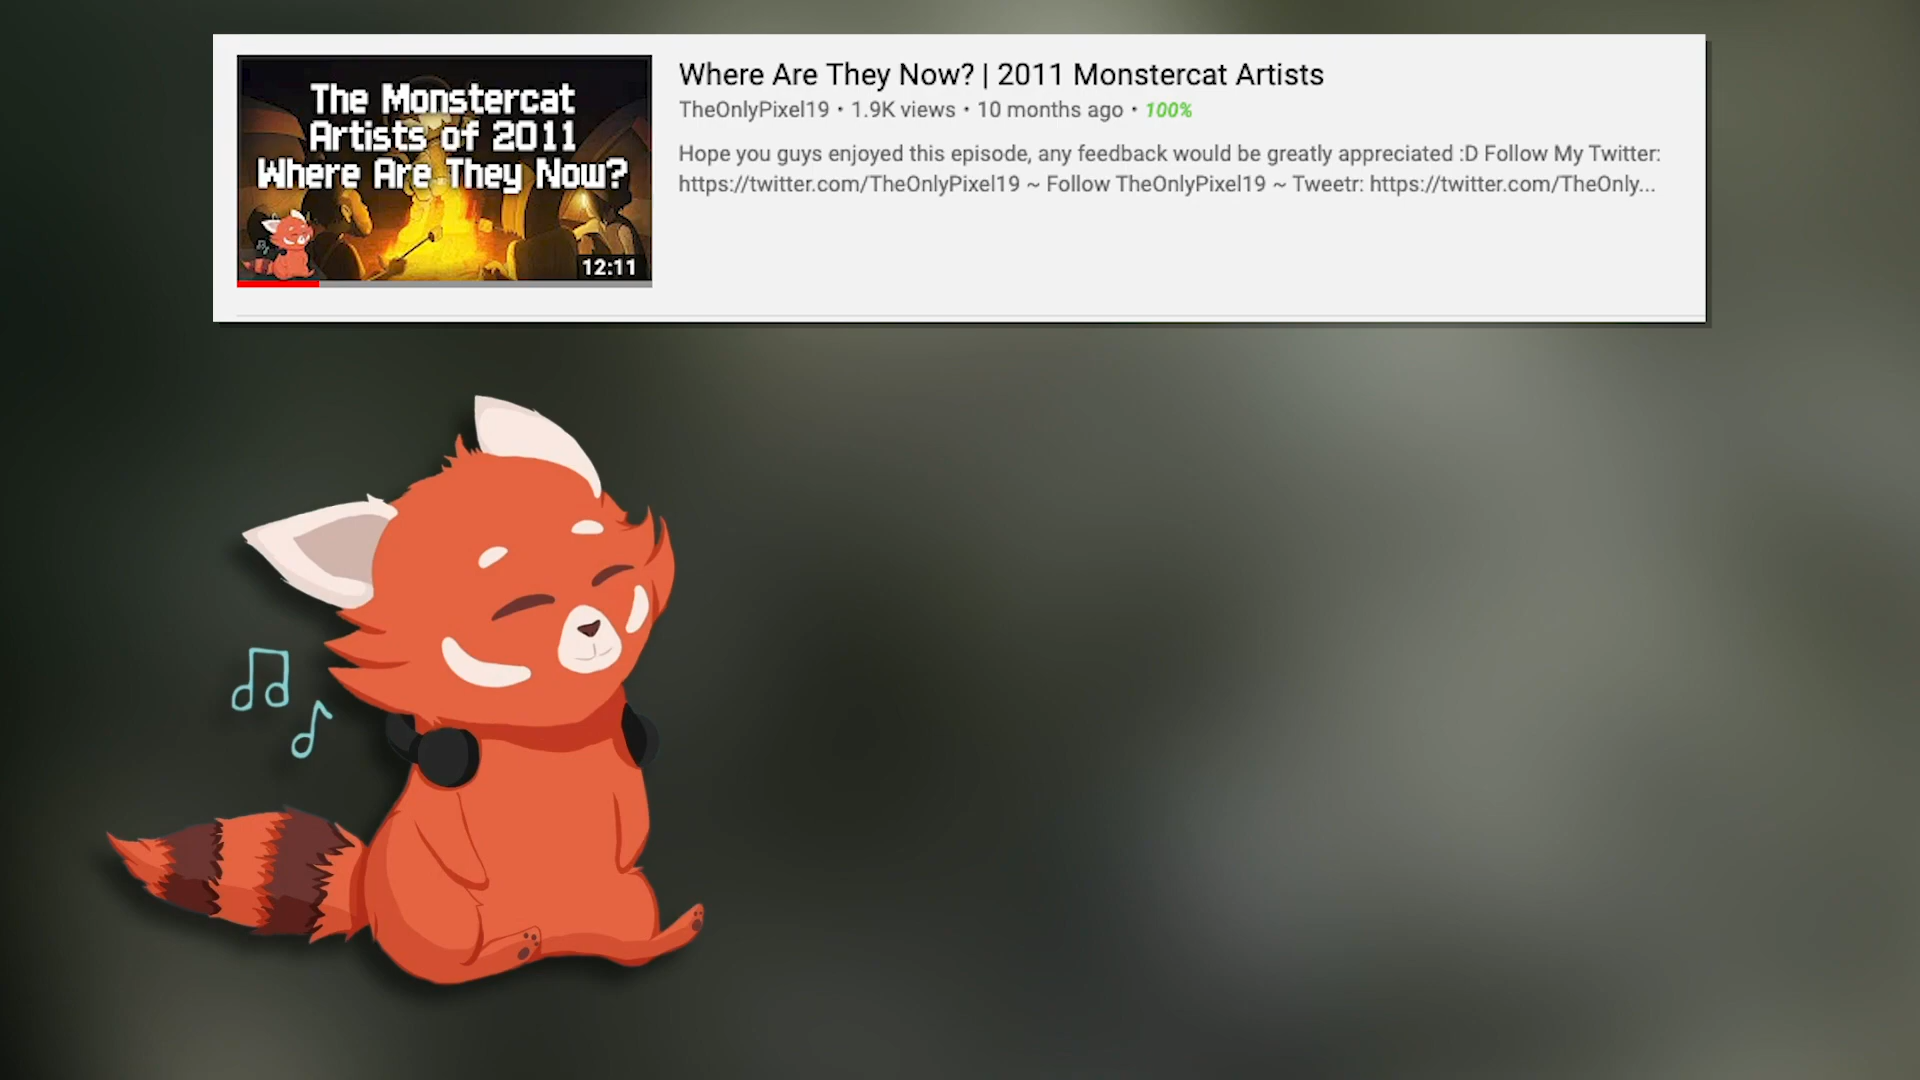 The Monstercat
Artists of 2011
Where Are They Now?
12:11
Where Are They Now? | 2011 Monstercat Artists
TheOnlyPixel19 • 1.9K views • 10 months ago • 100%
Hope you guys enjoyed this episode, any feedback would be greatly appreciated :D Follow My Twitter:
https://twitter.com/TheOnlyPixel19 ~ Follow TheOnlyPixel19 ~ Tweetr: https://twitter.com/TheOnly...